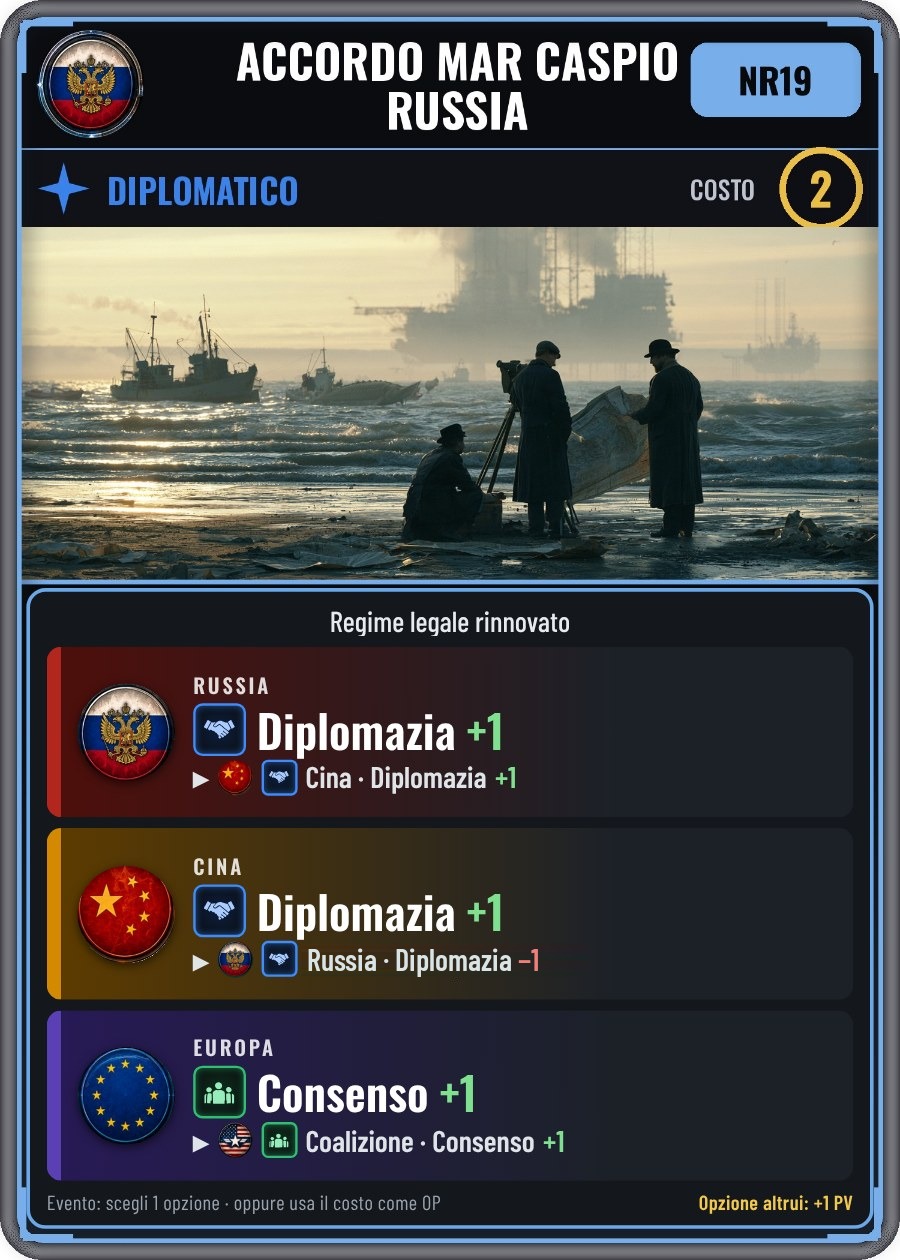 ACCORDO MAR CASPIO
RUSSIA
NR19
DIPLOMATICO
COSTO
2
Regime legale rinnovato
RUSSIA
Diplomazia +1
▶ Cina · Diplomazia +1
CINA
Diplomazia +1
▶ Russia · Diplomazia −1
EUROPA
Consenso +1
▶ Coalizione · Consenso +1
Evento: scegli 1 opzione · oppure usa il costo come OP
Opzione altrui: +1 PV